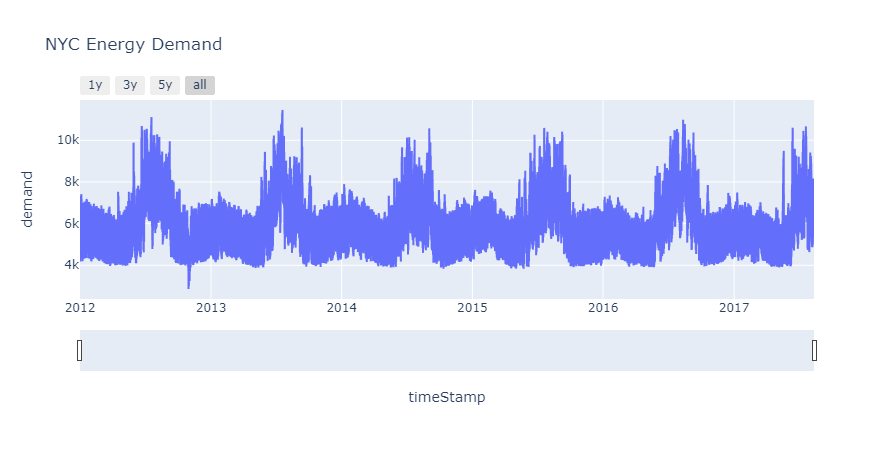 NYC Energy Demand
1y 3y 5y all
10k
8k
6k
4k
demand
2012 2013 2014 2015 2016 2017
timeStamp